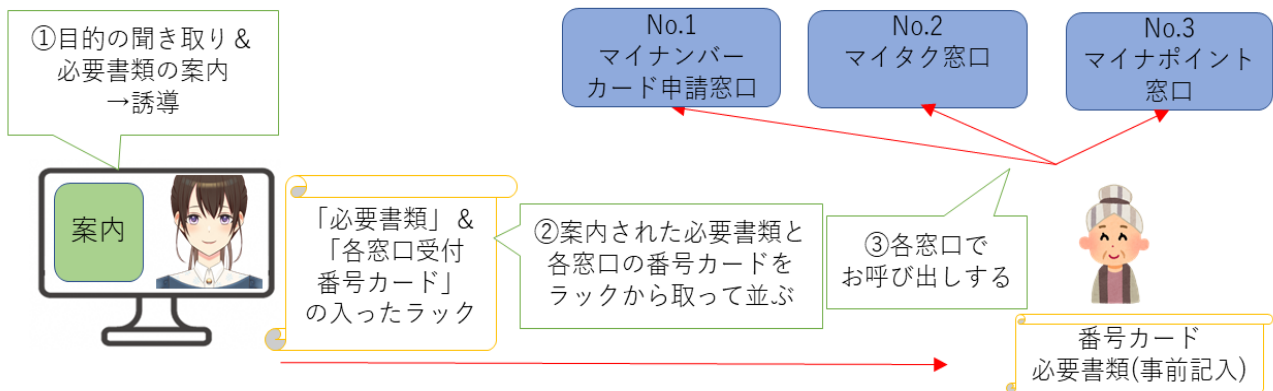 ①目的の聞き取り＆
必要書類の案内
→誘導
No.1
マイナンバー
カード申請窓口
No.2
マイタク窓口
No.3
マイナポイント
窓口
案内
「必要書類」＆
「各窓口受付
番号カード」
の入ったラック
②案内された必要書類と
各窓口の番号カードを
ラックから取って並ぶ
③各窓口で
お呼び出しする
番号カード
必要書類(事前記入)